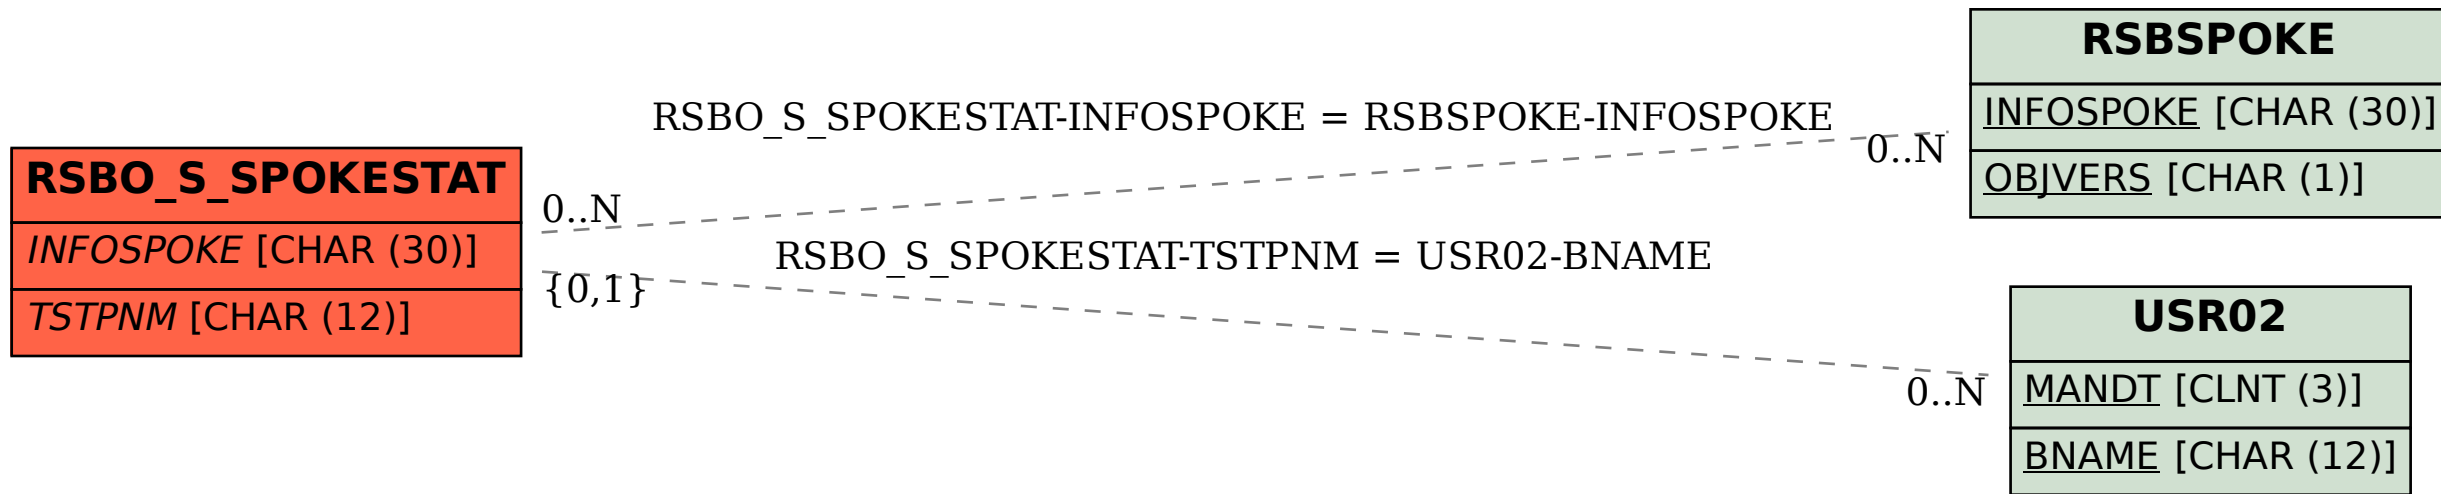 RSBO_S_SPOKESTAT
INFOSPOKE [CHAR (30)]
TSTPNM [CHAR (12)]
RSBO_S_SPOKESTAT-INFOSPOKE = RSBSPOKE-INFOSPOKE
0..N
0..N
RSBO_S_SPOKESTAT-TSTPNM = USR02-BNAME
{0,1}
0..N
RSBSPOKE
INFOSPOKE [CHAR (30)]
OBJVERS [CHAR (1)]
USR02
MANDT [CLNT (3)]
BNAME [CHAR (12)]